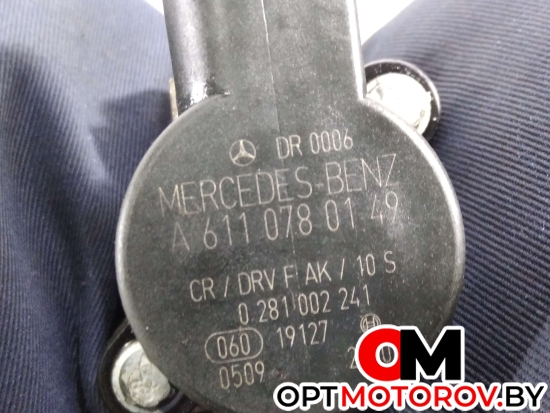 DR 0006
MERCEDES-BENZ
A 611 078 01 49
CR / DRV F AK / 10 S
0 281 002 241
060 19127
0509
OM
OPTMOTOROV.BY